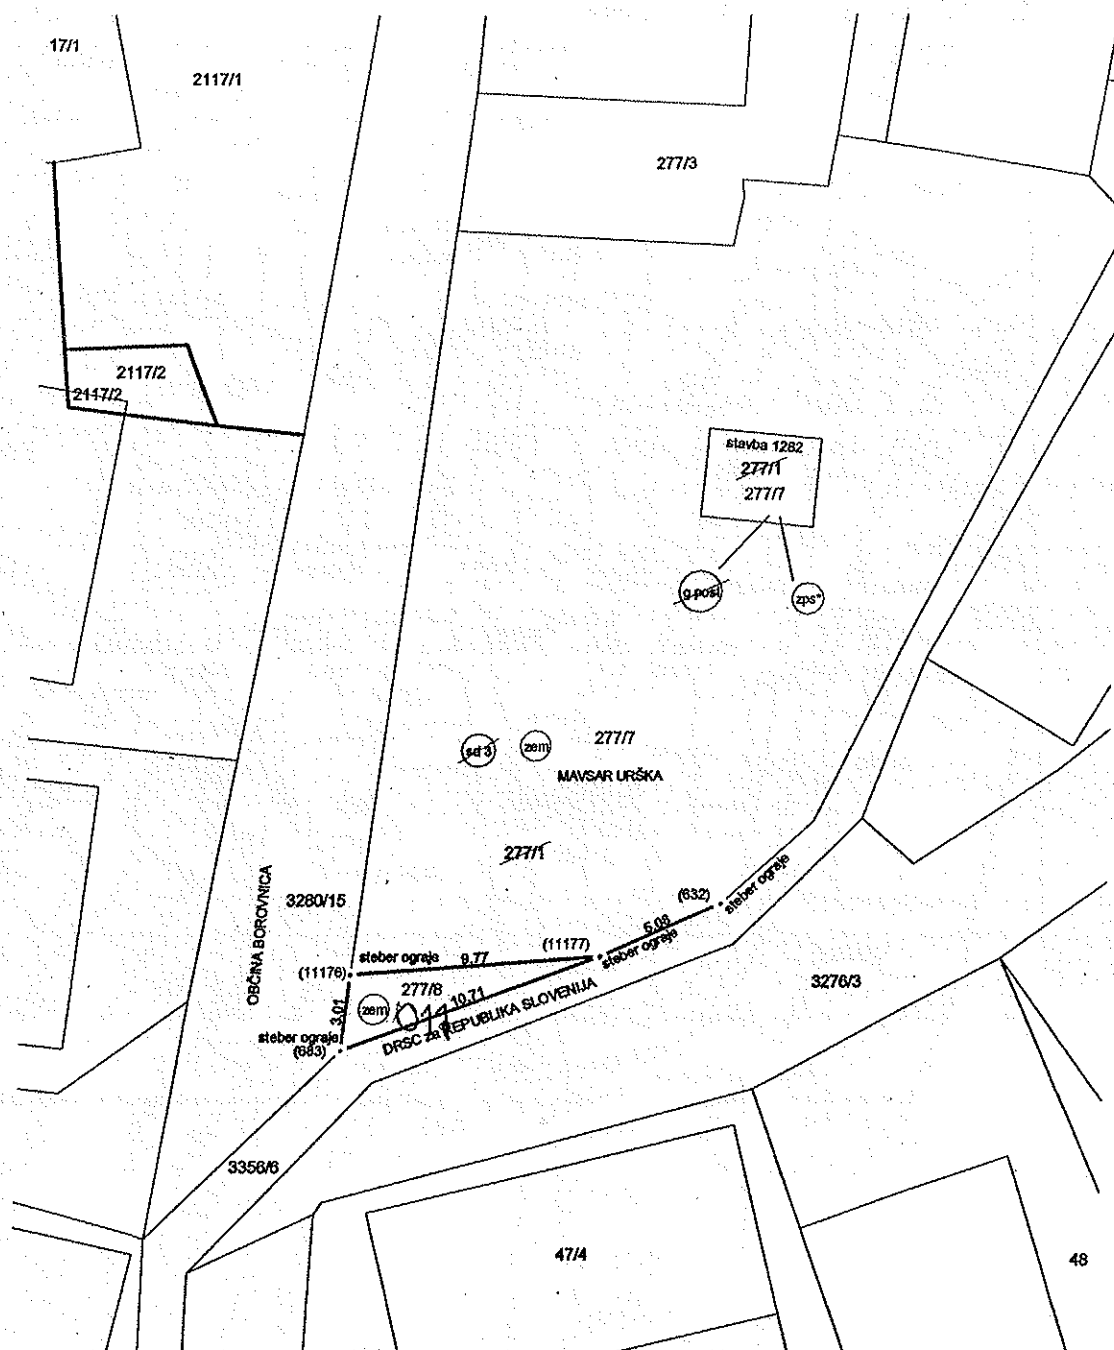 17/1
2117/1
277/3
2117/2
2117/2
stavba 1282
277/1
277/7
g.post
zps*
sd 3
zem
277/7
MAVSAR URŠKA
277/1
OBČINA BOROVNICA
3280/15
(632)
steber ograje
5.08
(11177)
steber ograje
steber ograje
9.77
(11176)
277/8
10.71
zem
3.01
DRSC za REPUBLIKA SLOVENIJA
steber ograje
(683)
3276/3
3356/6
47/4
48